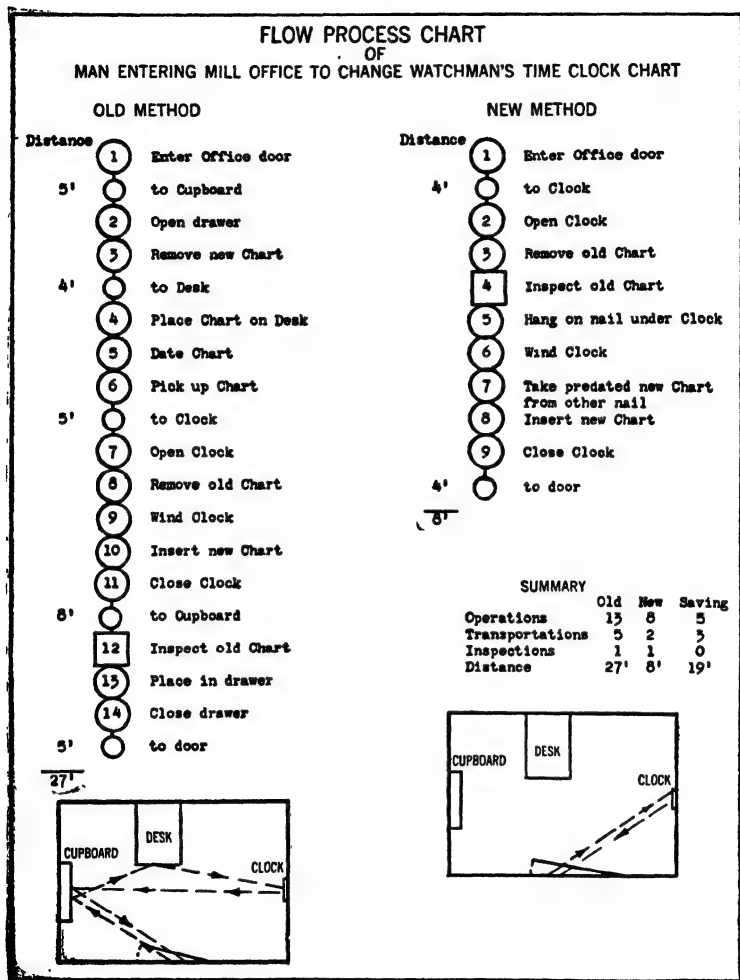 FLOW PROCESS CHART
OF
MAN ENTERING MILL OFFICE TO CHANGE WATCHMAN'S TIME CLOCK CHART
OLD METHOD
Distance
1 Enter Office door
5' to Cupboard
2 Open drawer
3 Remove new Chart
4' to Desk
4 Place Chart on Desk
5 Date Chart
6 Pick up Chart
5' to Clock
7 Open Clock
8 Remove old Chart
9 Wind Clock
10 Insert new Chart
11 Close Clock
8' to Cupboard
12 Inspect old Chart
13 Place in drawer
14 Close drawer
5' to door
27'
CUPBOARD
DESK
CLOCK
NEW METHOD
Distance
1 Enter Office door
4' to Clock
2 Open Clock
3 Remove old Chart
4 Inspect old Chart
5 Hang on nail under Clock
6 Wind Clock
7 Take predated new Chart
from other nail
8 Insert new Chart
9 Close Clock
4' to door
8'
SUMMARY
Old New Saving
Operations 13 8 5
Transportations 5 2 3
Inspections 1 1 0
Distance 27' 8' 19'
CUPBOARD
DESK
CLOCK